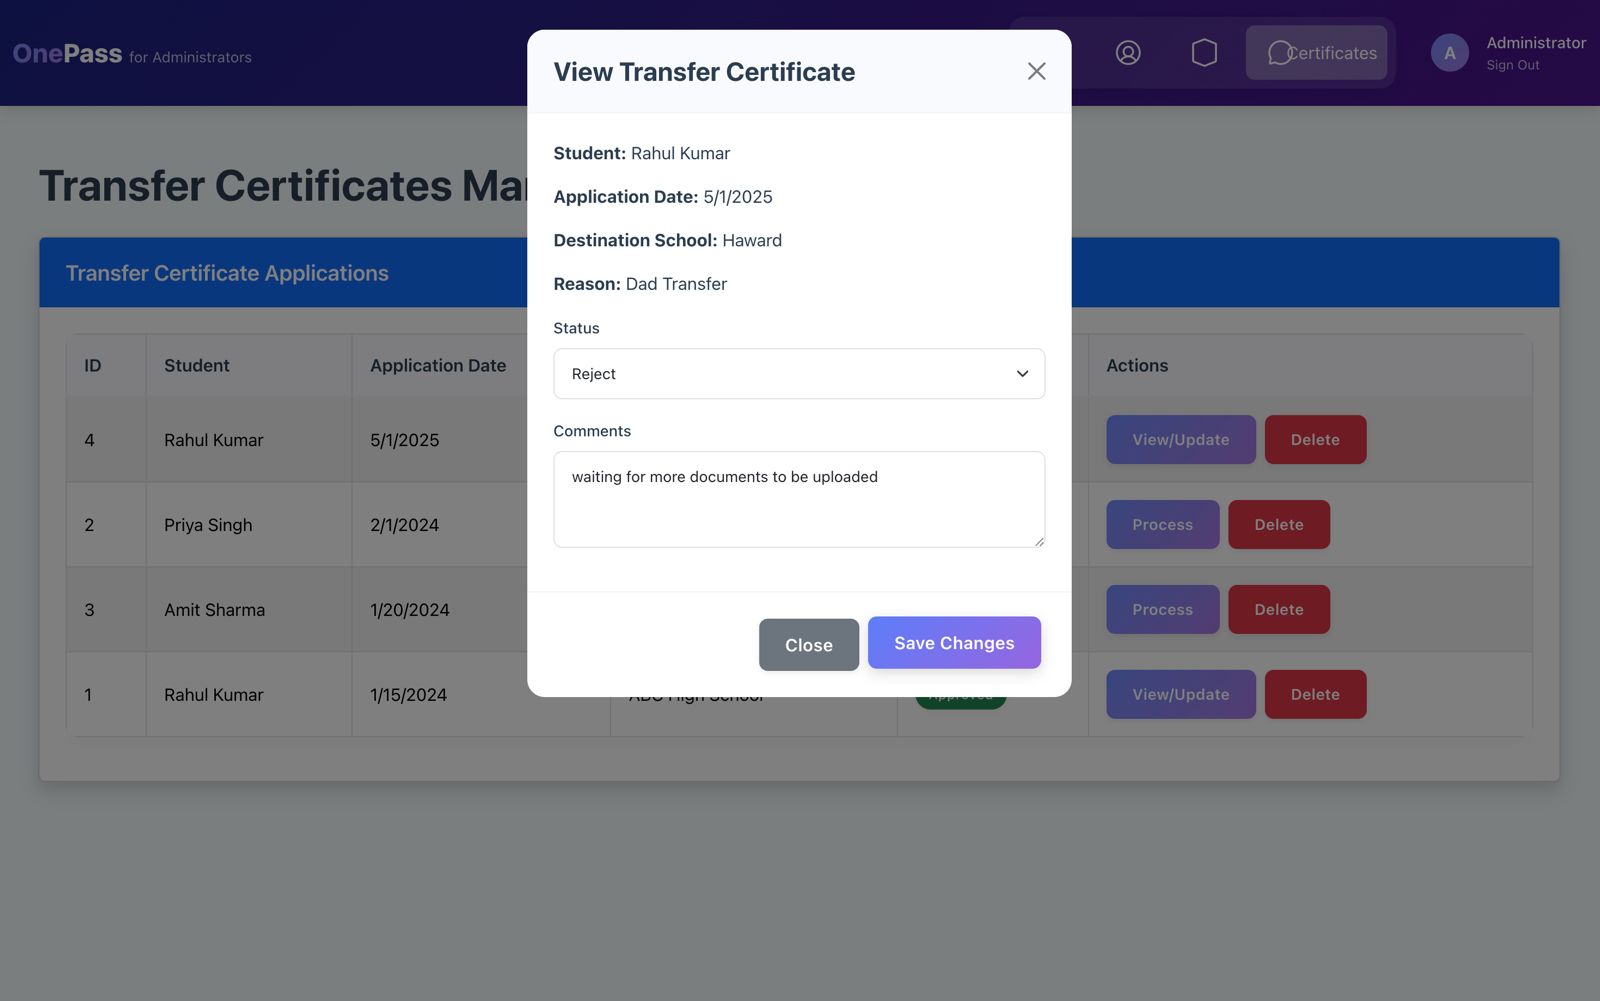 OnePass for Administrators
Certificates
A
Administrator
Sign Out
Transfer Certificates
Transfer Certificate Applications
ID
Student
Application Date
Actions
4
Rahul Kumar
5/1/2025
View/Update
Delete
2
Priya Singh
2/1/2024
Process
Delete
3
Amit Sharma
1/20/2024
Process
Delete
1
Rahul Kumar
1/15/2024
ABC High School
Approved
View/Update
Delete
View Transfer Certificate
Student: Rahul Kumar
Application Date: 5/1/2025
Destination School: Haward
Reason: Dad Transfer
Status
Reject
Comments
waiting for more documents to be uploaded
Close
Save Changes